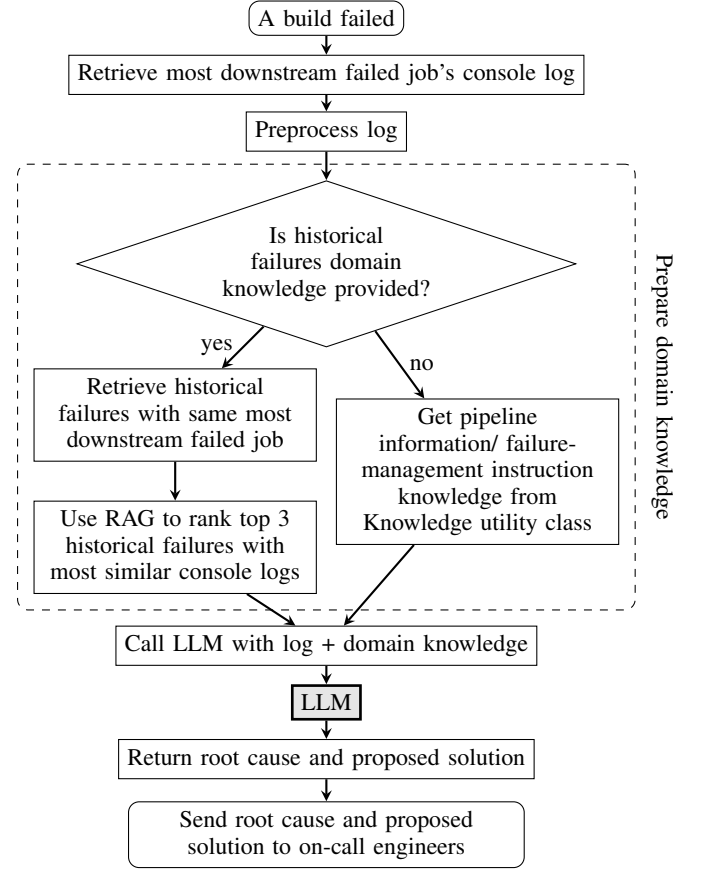 A build failed
Retrieve most downstream failed job's console log
Preprocess log
Is historical
failures domain
knowledge provided?
yes
no
Retrieve historical
failures with same most
downstream failed job
Get pipeline
information/ failure-
management instruction
knowledge from
Knowledge utility class
Use RAG to rank top 3
historical failures with
most similar console logs
Prepare domain knowledge
Call LLM with log + domain knowledge
LLM
Return root cause and proposed solution
Send root cause and proposed
solution to on-call engineers